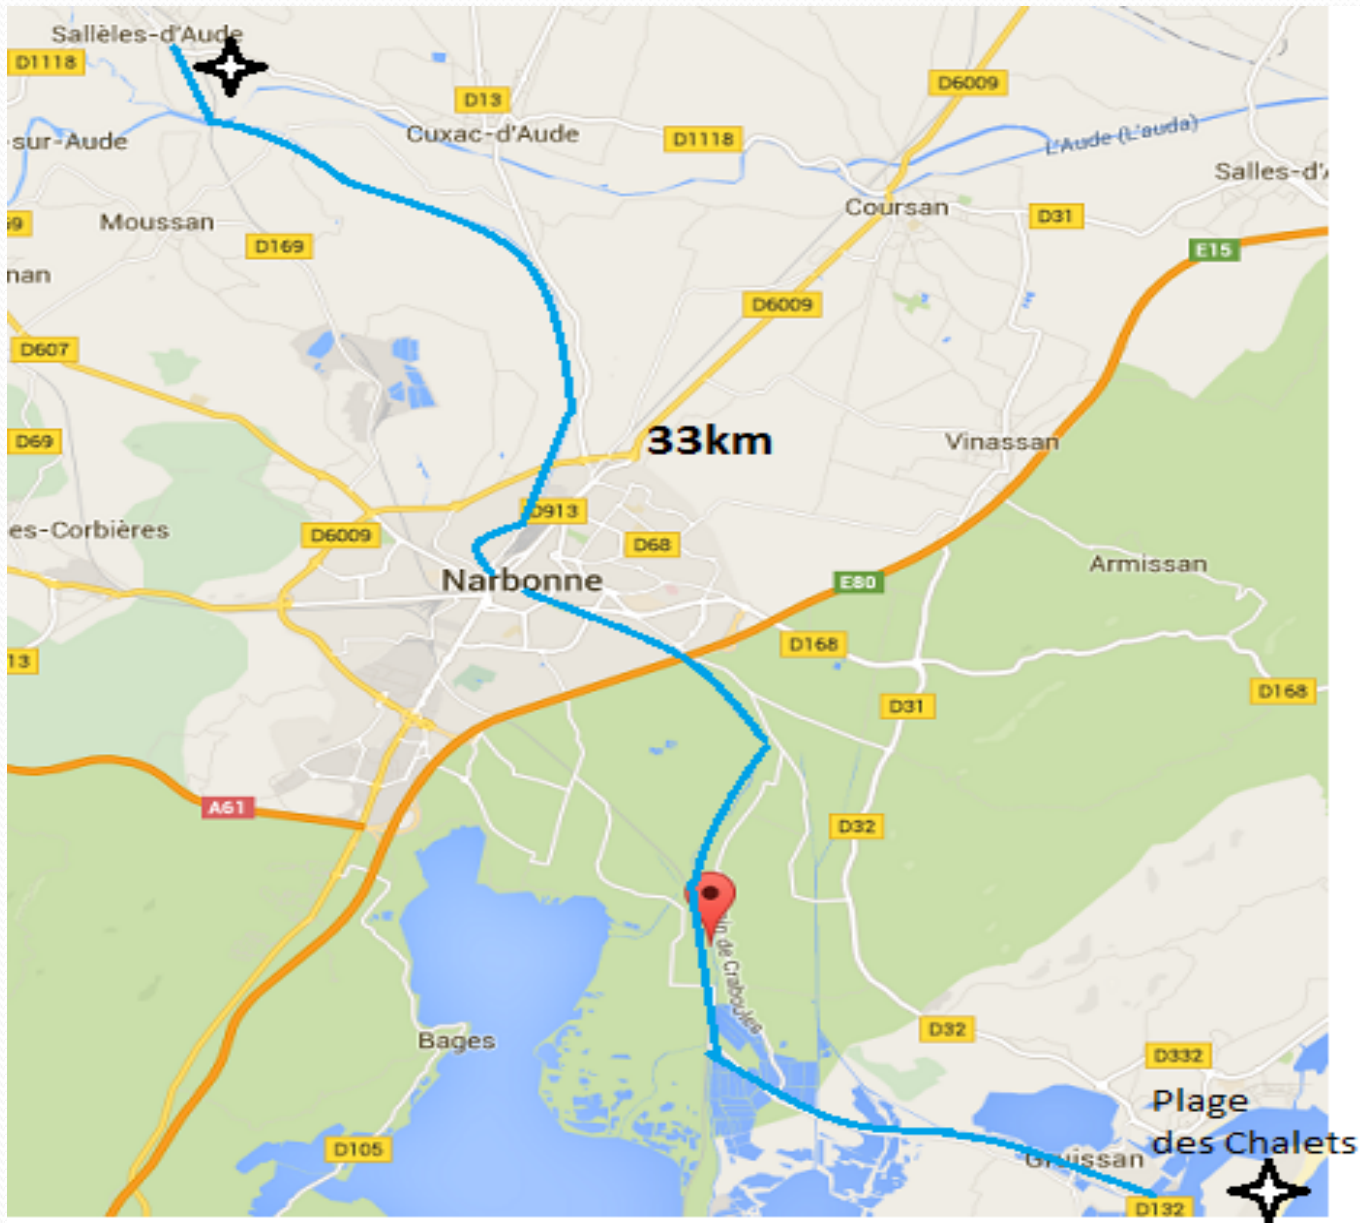 Sallèles-d'Aude
D1118
D6009
D13
-sur-Aude
Cuxac-d'Aude
D1118
L'Aude (L'auda)
Salles-d'A
Moussan
Coursan
D31
D169
E15
nan
D6009
D607
D69
33km
Vinassan
D913
es-Corbières
D6009
D68
Armissan
Narbonne
E80
13
D168
D168
D31
A61
D32
in de Craboules
Bages
D32
D332
Plage
des Chalets
D105
Gruissan
D132